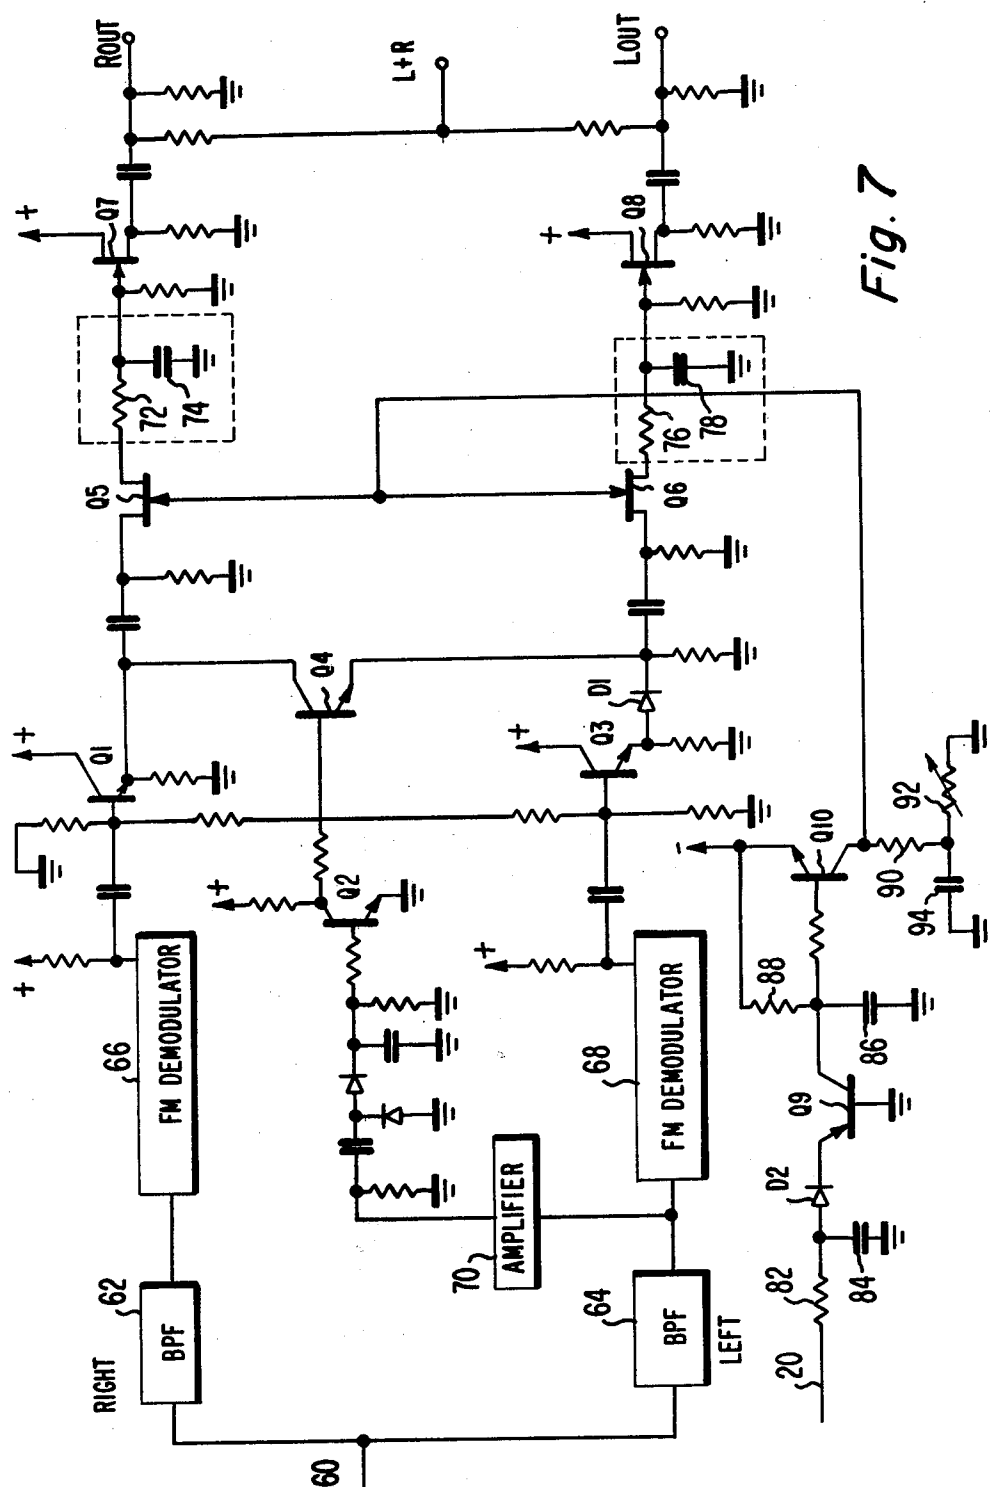 ROUT
L+R
LOUT
+
Q7
+
Q8
72
74
76
78
Q5
Q6
Q4
+
Q1
+
Q3
D1
+
Q2
-
Q10
90
92
94
+
66
FM DEMODULATOR
+
68
FM DEMODULATOR
88
86
Q9
D2
84
82
20
62
BPF
RIGHT
70
AMPLIFIER
64
BPF
LEFT
60
Fig. 7